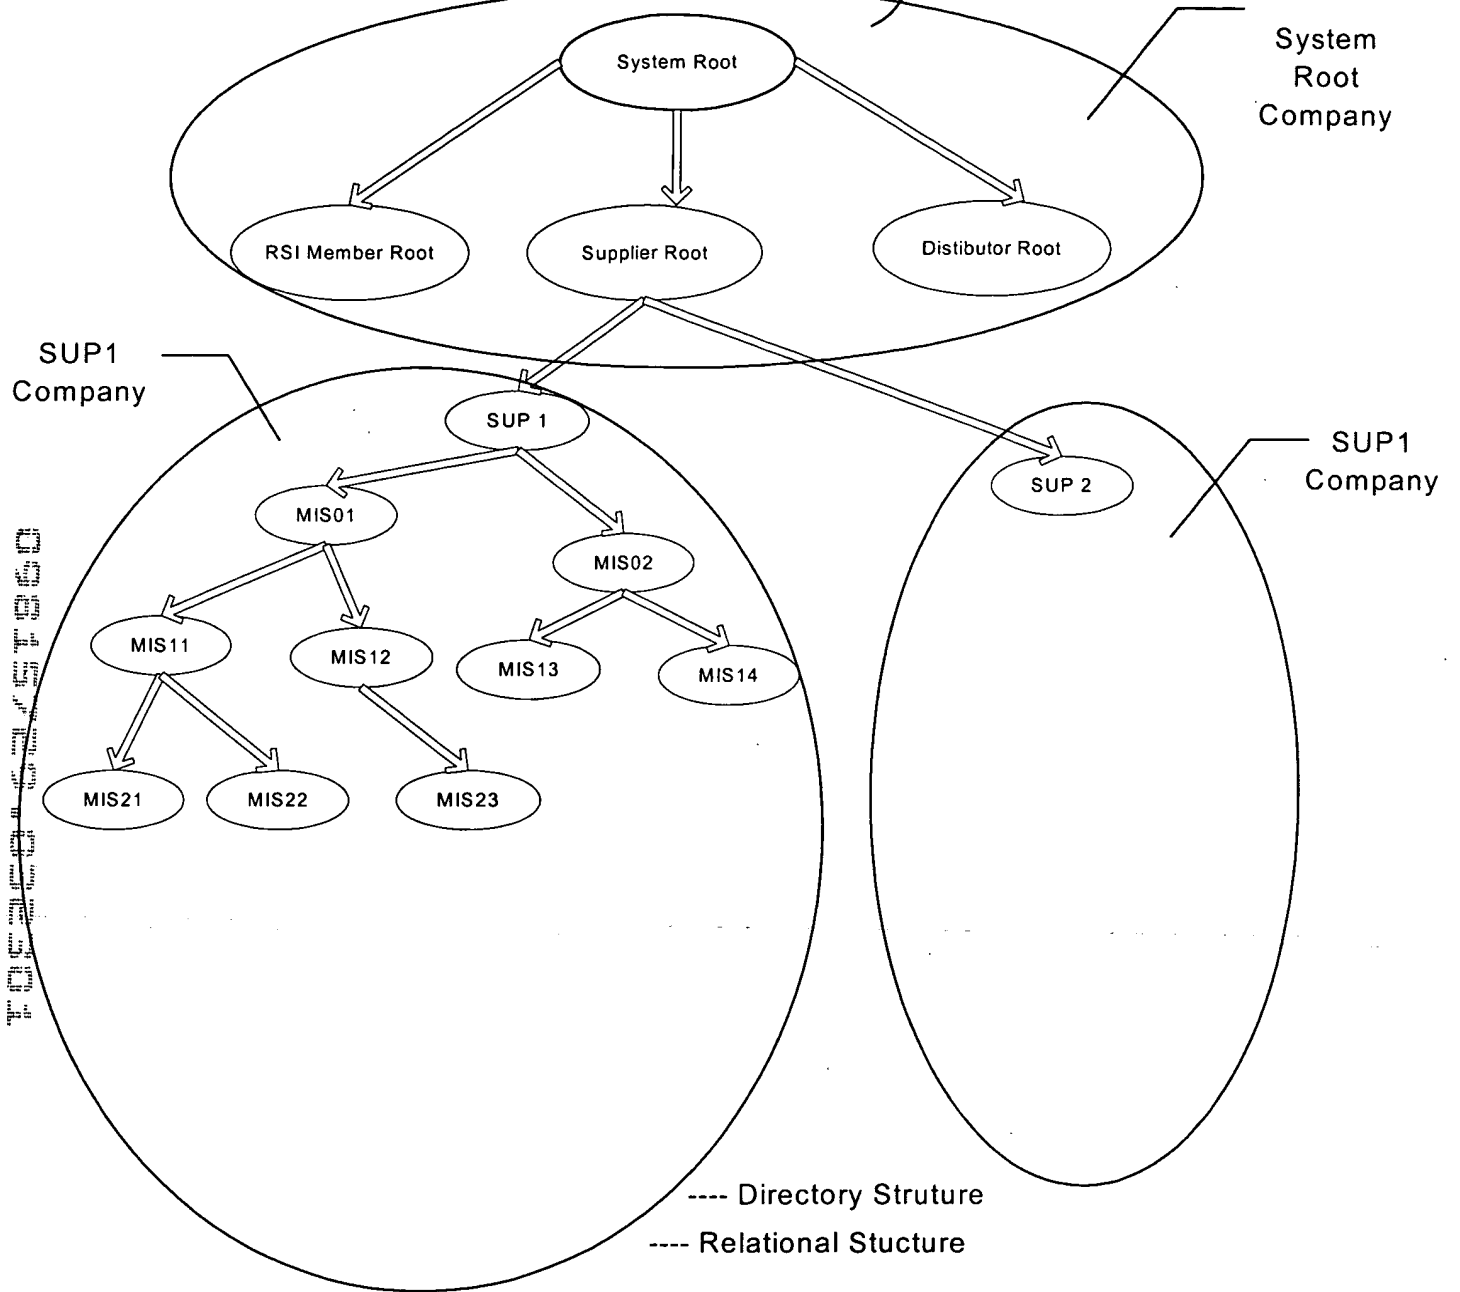 System Root
System
Root
Company
RSI Member Root
Supplier Root
Distibutor Root
SUP1
Company
SUP 1
SUP1
Company
SUP 2
MIS01
MIS02
MIS11
MIS12
MIS13
MIS14
MIS21
MIS22
MIS23
---- Directory Struture
---- Relational Stucture